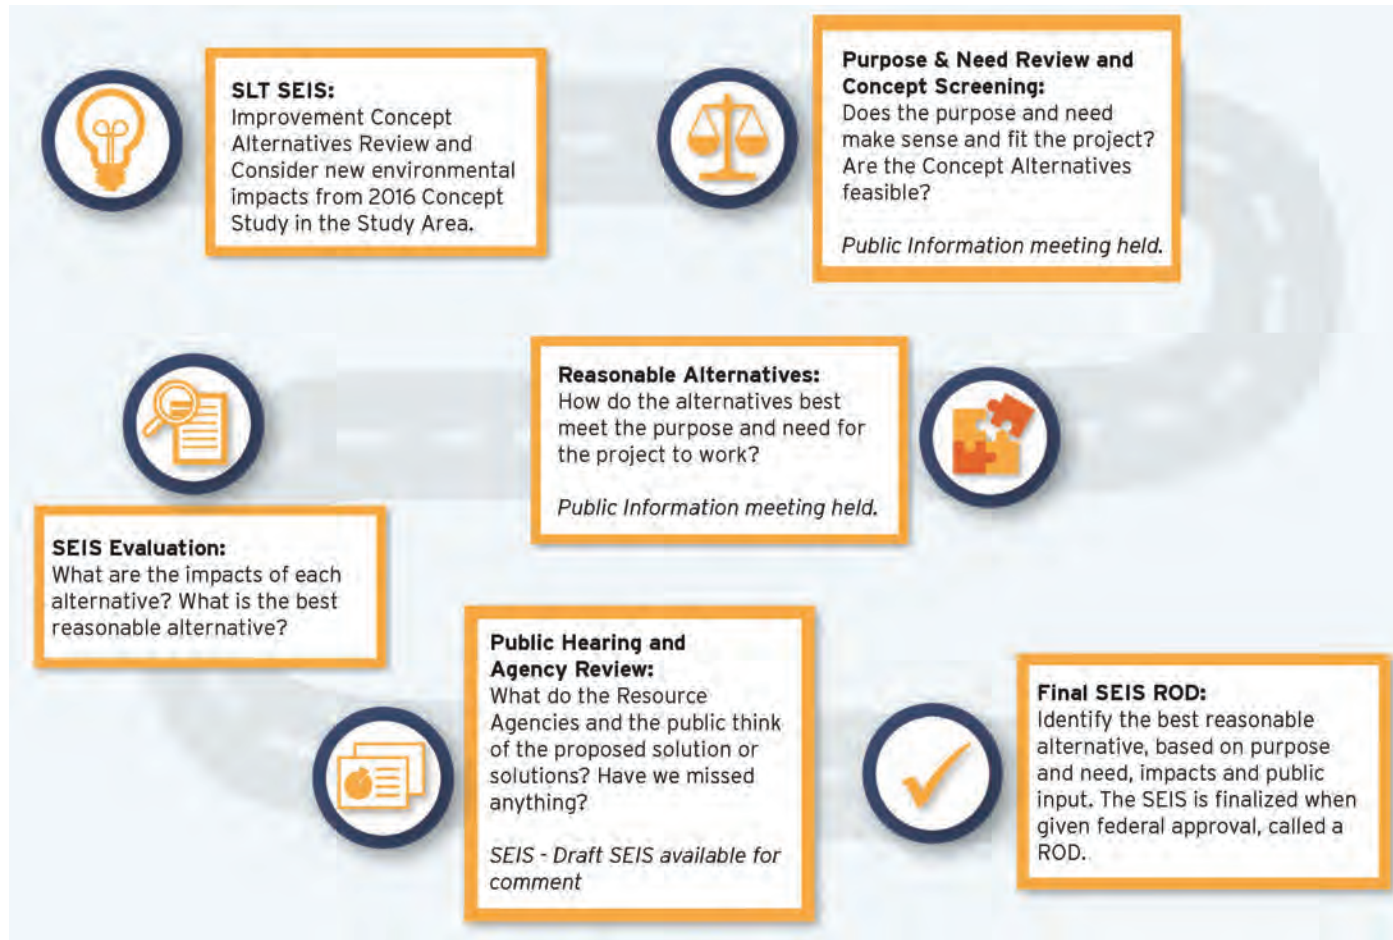 SLT SEIS:
Improvement Concept
Alternatives Review and
Consider new environmental
impacts from 2016 Concept
Study in the Study Area.
Purpose & Need Review and
Concept Screening:
Does the purpose and need
make sense and fit the project?
Are the Concept Alternatives
feasible?
Public Information meeting held.
Reasonable Alternatives:
How do the alternatives best
meet the purpose and need for
the project to work?
Public Information meeting held.
SEIS Evaluation:
What are the impacts of each
alternative? What is the best
reasonable alternative?
Public Hearing and
Agency Review:
What do the Resource
Agencies and the public think
of the proposed solution or
solutions? Have we missed
anything?
SEIS - Draft SEIS available for
comment
Final SEIS ROD:
Identify the best reasonable
alternative, based on purpose
and need, impacts and public
input. The SEIS is finalized when
given federal approval, called a
ROD.